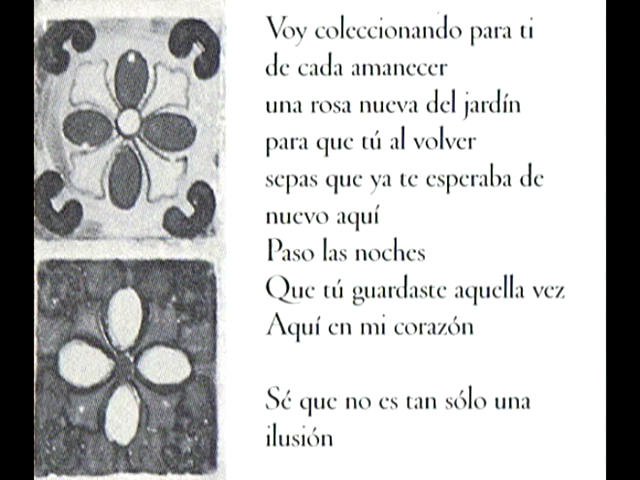 Voy coleccionando para ti
de cada amanecer
una rosa nueva del jardín
para que tú al volver
sepas que ya te esperaba de
nuevo aquí
Paso las noches
Que tú guardaste aquella vez
Aquí en mi corazón
Sé que no es tan sólo una
ilusión